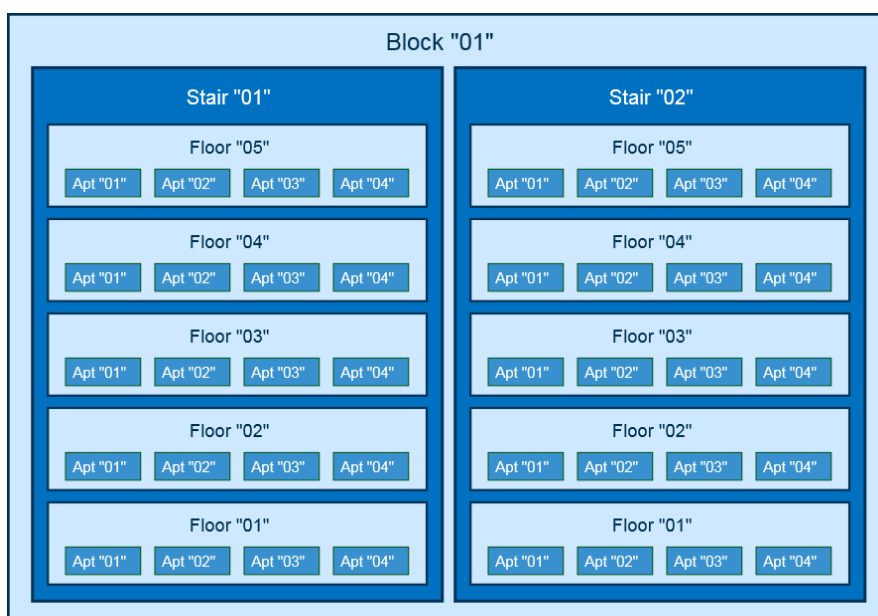 Block "01"
Stair "01"
Floor "05"
Apt "01" Apt "02" Apt "03" Apt "04"
Floor "04"
Apt "01" Apt "02" Apt "03" Apt "04"
Floor "03"
Apt "01" Apt "02" Apt "03" Apt "04"
Floor "02"
Apt "01" Apt "02" Apt "03" Apt "04"
Floor "01"
Apt "01" Apt "02" Apt "03" Apt "04"
Stair "02"
Floor "05"
Apt "01" Apt "02" Apt "03" Apt "04"
Floor "04"
Apt "01" Apt "02" Apt "03" Apt "04"
Floor "03"
Apt "01" Apt "02" Apt "03" Apt "04"
Floor "02"
Apt "01" Apt "02" Apt "03" Apt "04"
Floor "01"
Apt "01" Apt "02" Apt "03" Apt "04"